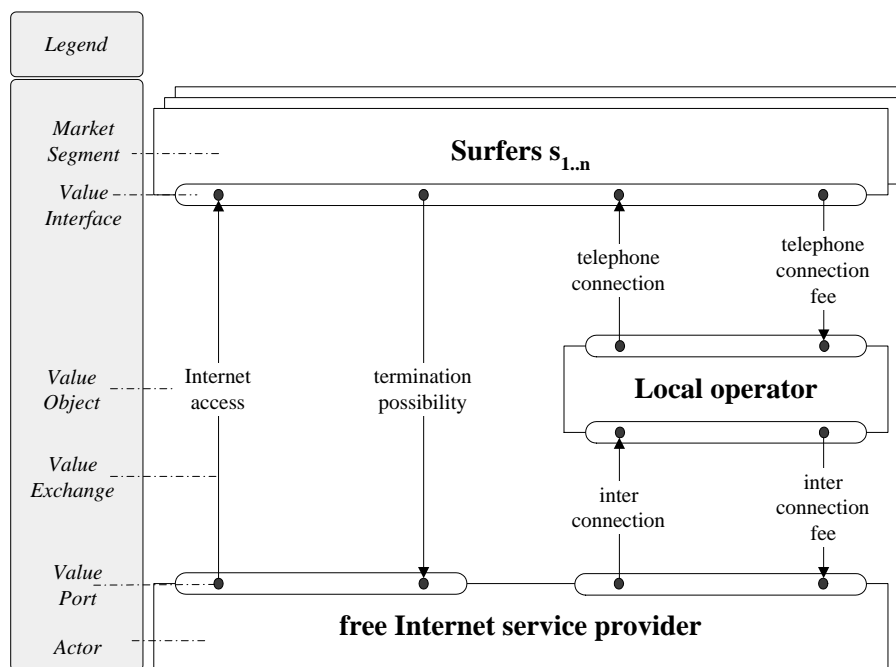 Legend
Market
Segment
Value
Interface
Value
Object
Value
Exchange
Value
Port
Actor
Surfers s1..n
Internet
access
termination
possibility
telephone
connection
telephone
connection
fee
Local operator
inter
connection
inter
connection
fee
free Internet service provider